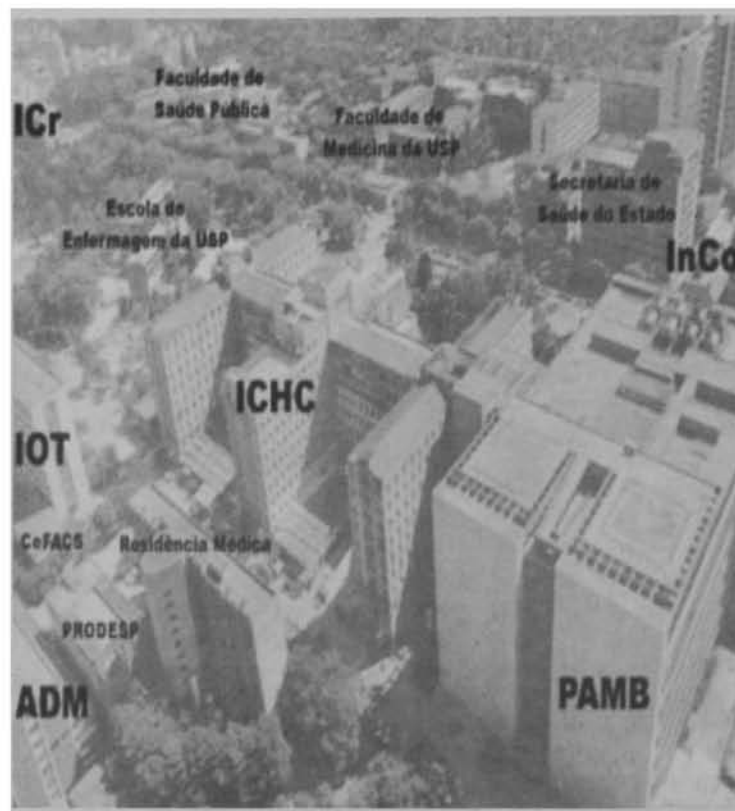 Faculdade de
Saúde Pública
ICr
Faculdade de
Medicina da USP
Secretaria de
Saúde do Estado
Escola de
Enfermagem da USP
InCo
ICHC
IOT
CeFACS
Residência Médica
PRODESP
ADM
PAMB